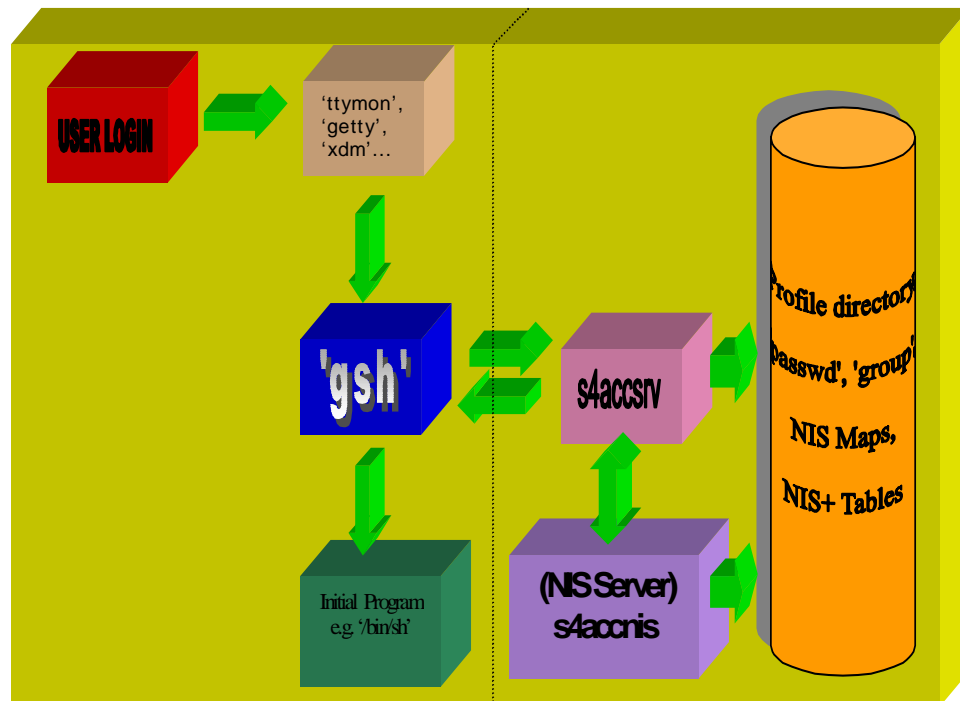 USER LOGIN
‘ttymon’,
‘getty’,
‘xdm’…
'gsh'
s4accsrv
Profile directory,
'passwd', 'group',
NIS Maps,
NIS+ Tables
Initial Program
e.g. ‘/bin/sh’
(NIS Server)
s4accnis